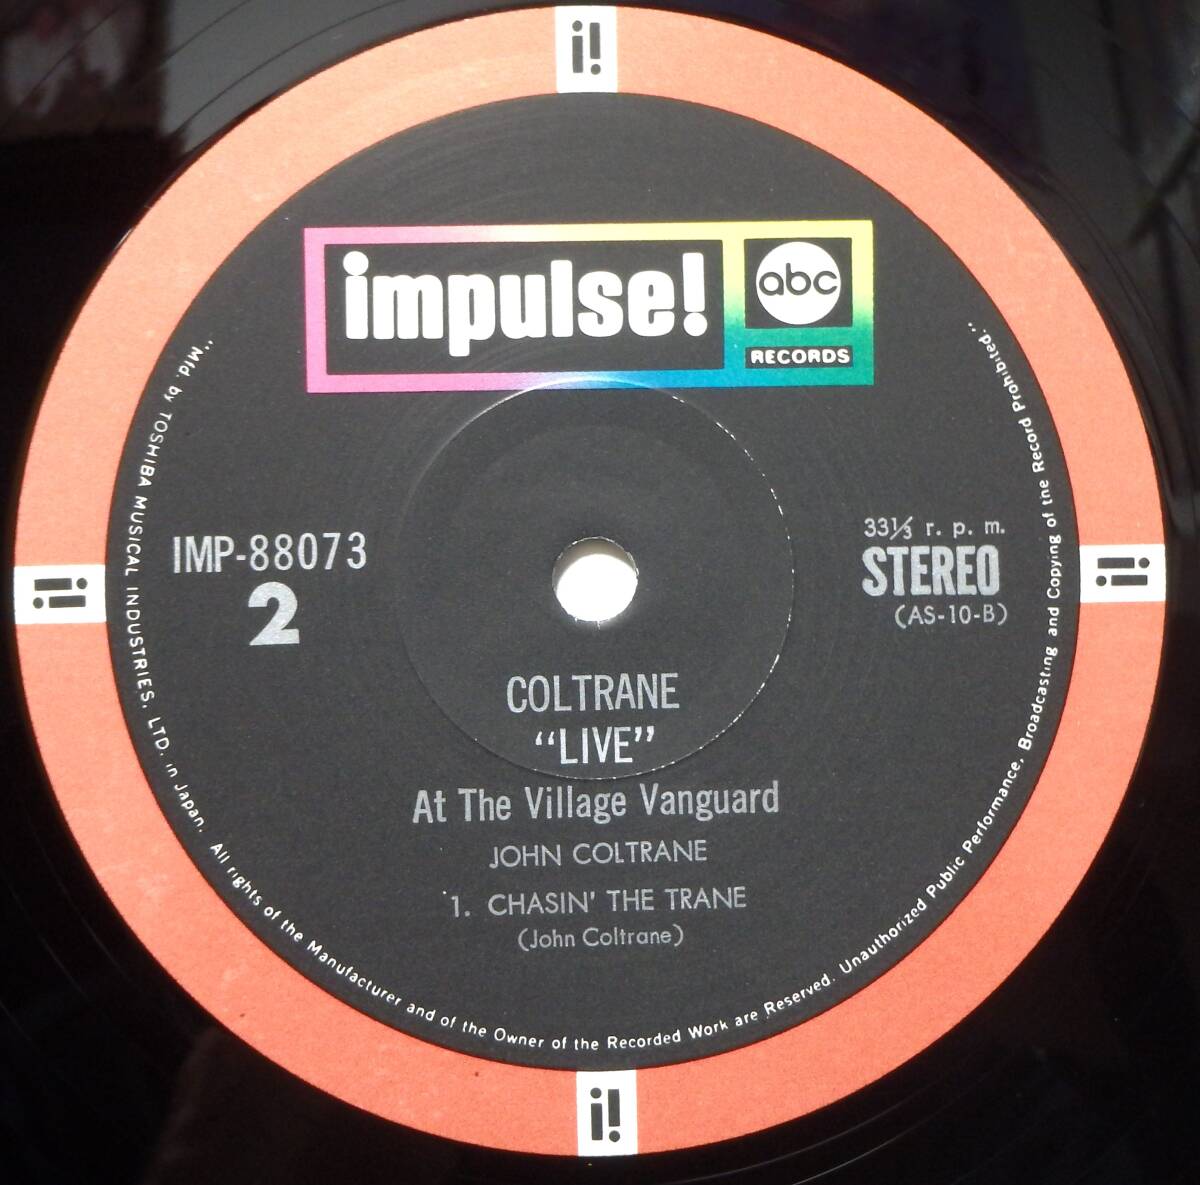 i!
impulse!
abc
RECORDS
IMP-88073
2
33⅓ r. p. m.
STEREO
(AS-10-B)
i!
i!
COLTRANE
“LIVE”
At The Village Vanguard
JOHN COLTRANE
1. CHASIN' THE TRANE
(John Coltrane)
"Mfd. by TOSHIBA MUSICAL INDUSTRIES, LTD. in Japan. All rights of the Manufacturer and of the Owner of the Recorded Work are Reserved. Unauthorized Public Performance, Broadcasting and Copying of the Record Prohibited."
i!